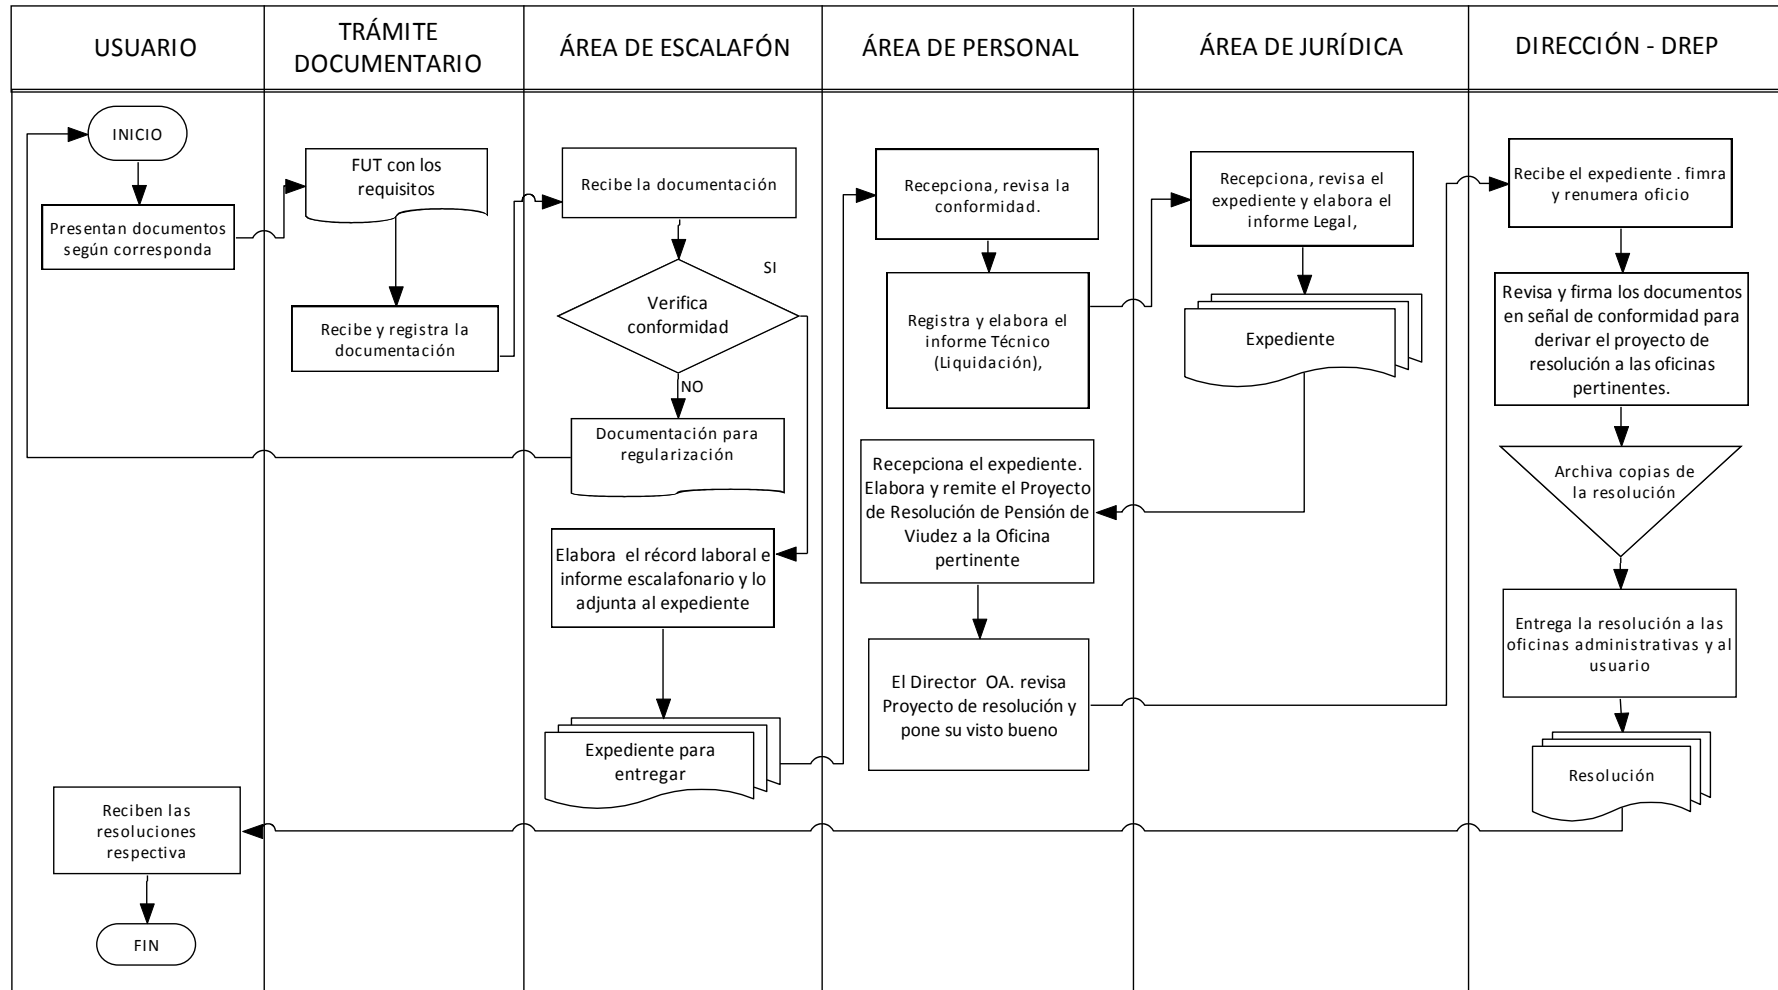 USUARIO
TRÁMITE
DOCUMENTARIO
ÁREA DE ESCALAFÓN
ÁREA DE PERSONAL
ÁREA DE JURÍDICA
DIRECCIÓN - DREP
INICIO
Presentan documentos
según corresponda
FUT con los
requisitos
Recibe y registra la
documentación
Recibe la documentación
SI
Verifica
conformidad
NO
Documentación para
regularización
Elabora el récord laboral e
informe escalafonario y lo
adjunta al expediente
Expediente para
entregar
Recepciona, revisa la
conformidad.
Registra y elabora el
informe Técnico
(Liquidación),
Recepciona, revisa el
expediente y elabora el
informe Legal,
Expediente
Recepciona el expediente.
Elabora y remite el Proyecto
de Resolución de Pensión de
Viudez a la Oficina
pertinente
El Director OA. revisa
Proyecto de resolución y
pone su visto bueno
Recibe el expediente . fimra
y renumera oficio
Revisa y firma los documentos
en señal de conformidad para
derivar el proyecto de
resolución a las oficinas
pertinentes.
Archiva copias de
la resolución
Entrega la resolución a las
oficinas administrativas y al
usuario
Resolución
Reciben las
resoluciones
respectiva
FIN